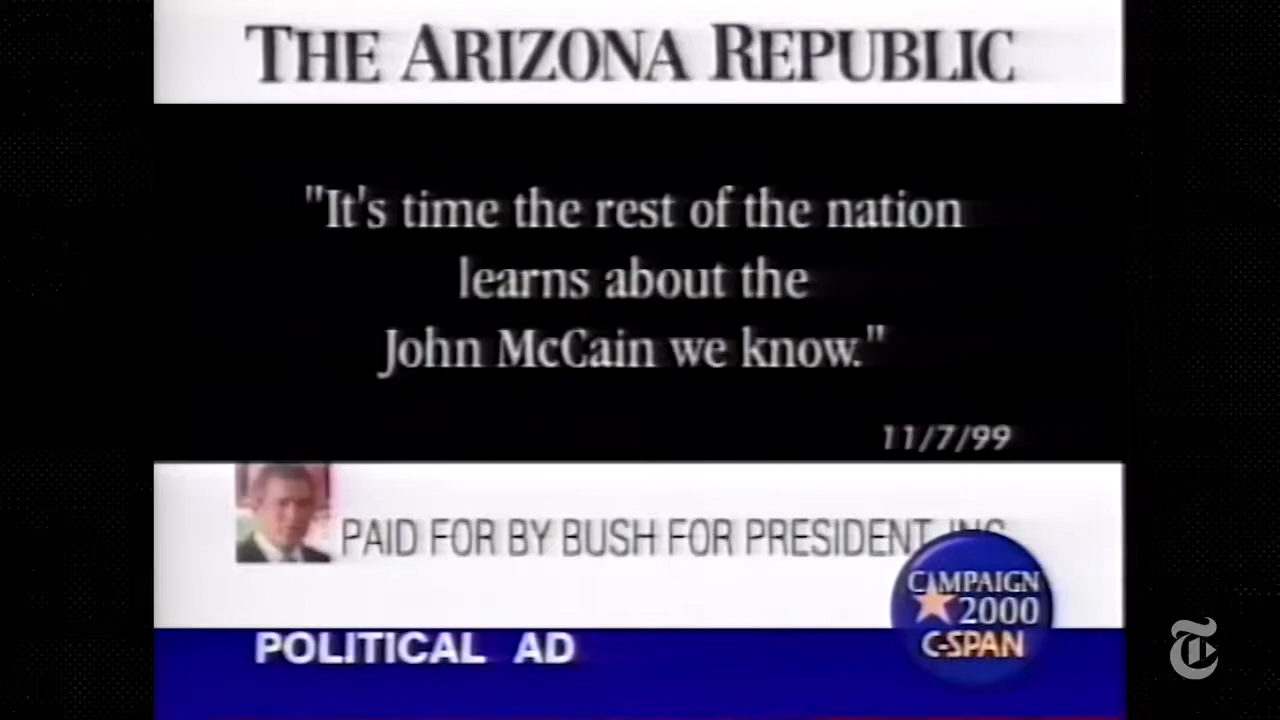 THE ARIZONA REPUBLIC
"It's time the rest of the nation
learns about the
John McCain we know."
11/7/99
PAID FOR BY BUSH FOR PRESIDENT, INC.
CAMPAIGN
2000
C-SPAN
POLITICAL AD
T